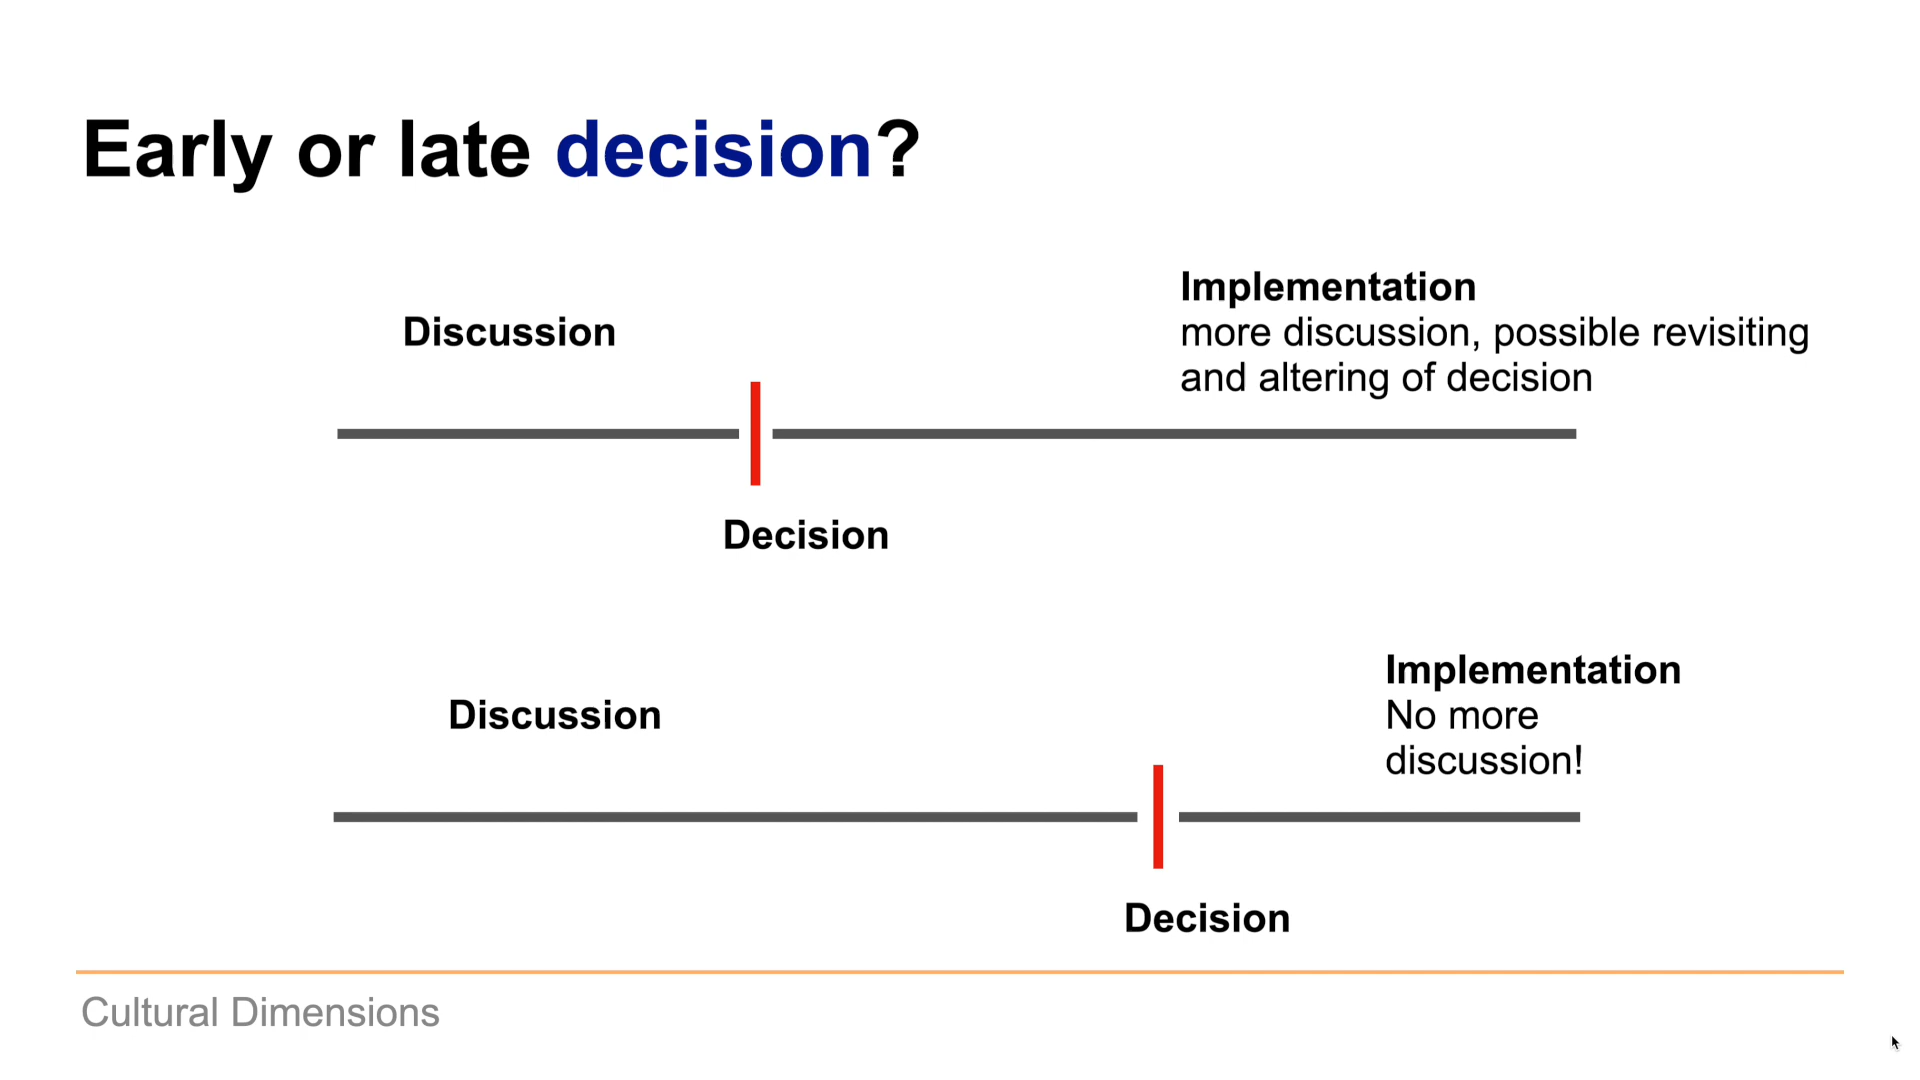 Early or late decision?
Discussion
Implementation
more discussion, possible revisiting
and altering of decision
Decision
Discussion
Implementation
No more
discussion!
Decision
Cultural Dimensions